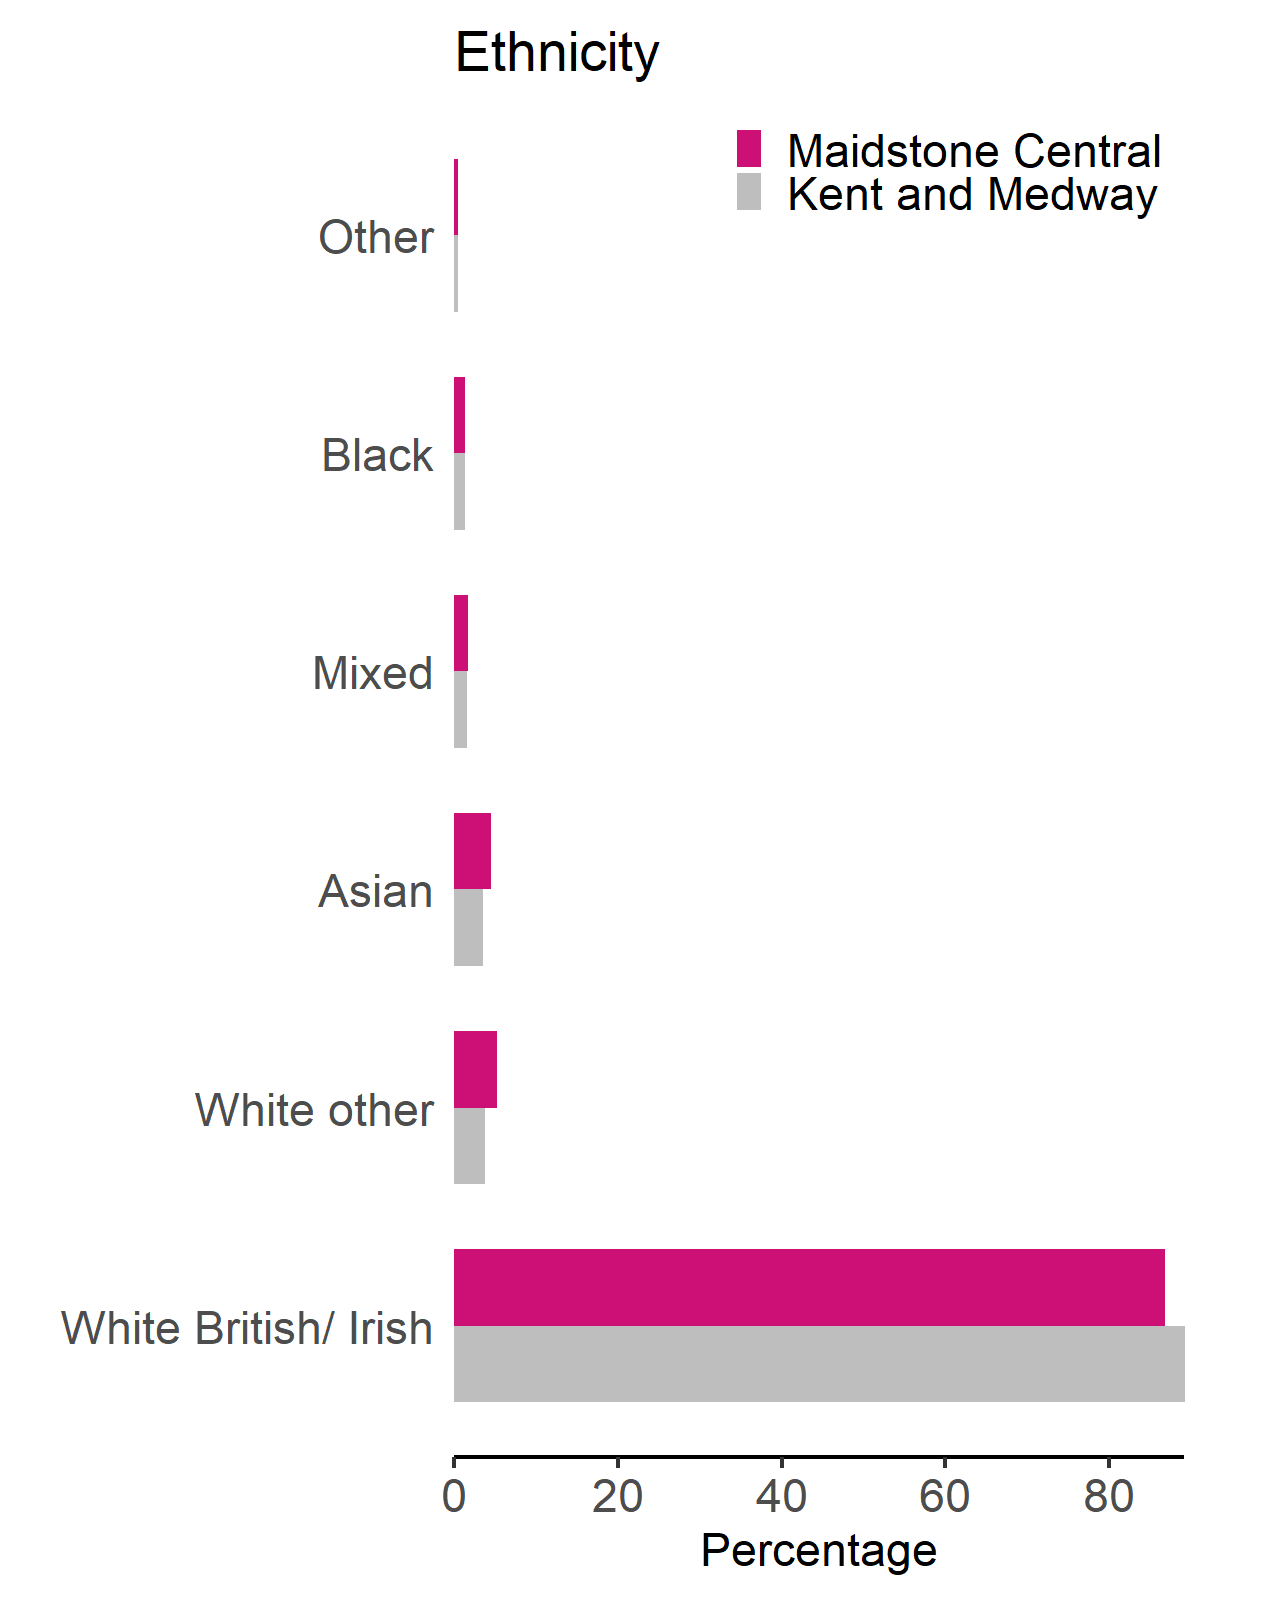 Ethnicity
Maidstone Central
Kent and Medway
Other
Black
Mixed
Asian
White other
White British/ Irish
0 20 40 60 80
Percentage